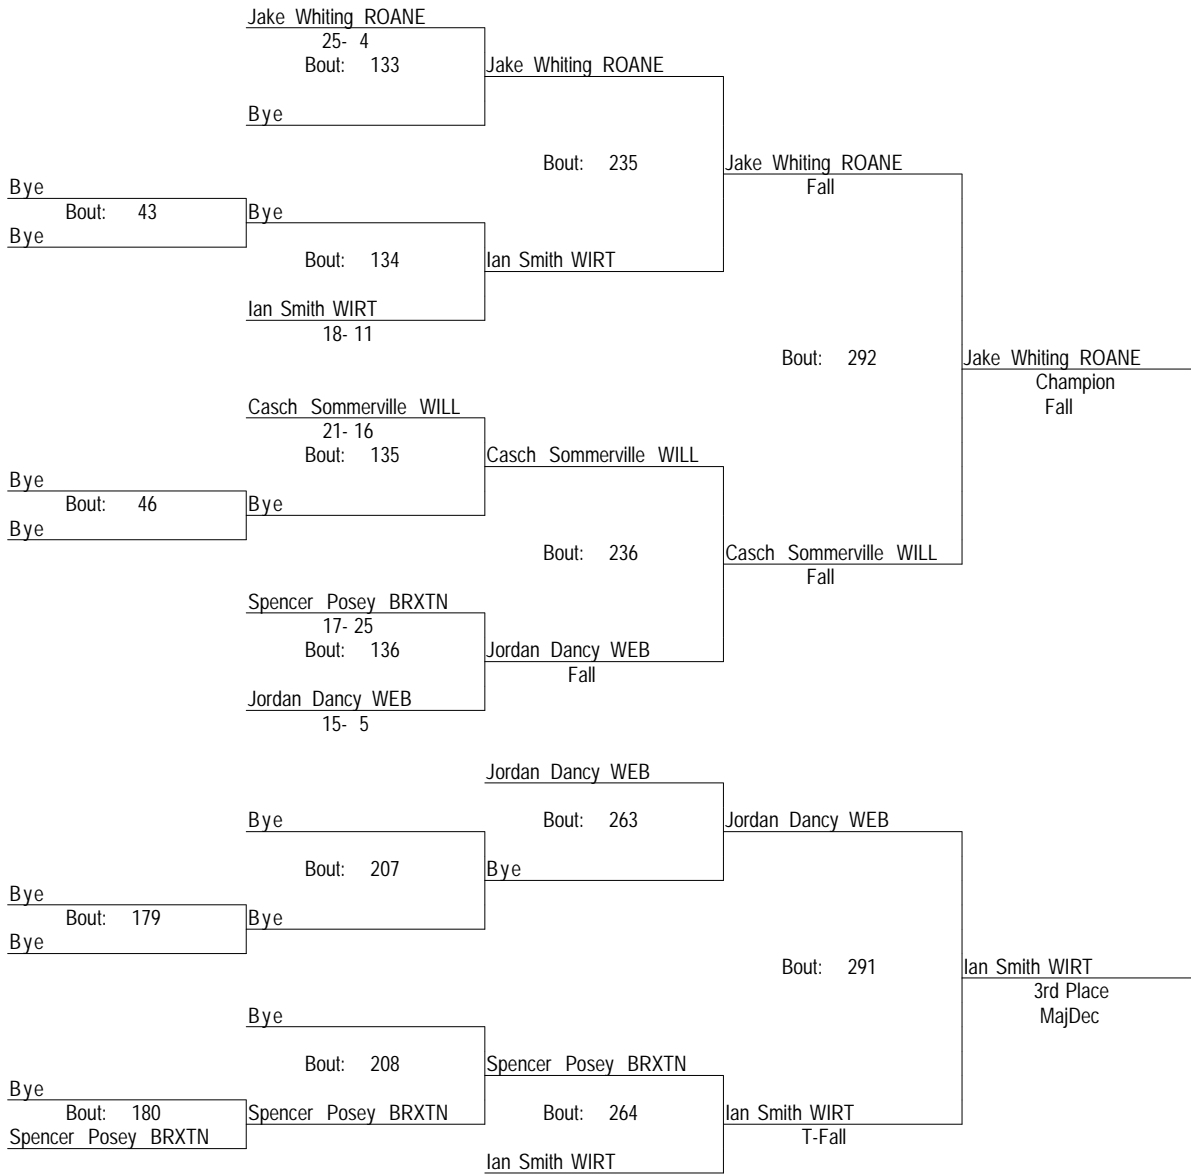 Jake Whiting ROANE
25- 4
Bout: 133
Jake Whiting ROANE
Bye
Bout: 235
Jake Whiting ROANE
Fall
Bye
Bout: 43
Bye
Bye
Bout: 134
Ian Smith WIRT
Ian Smith WIRT
18- 11
Bout: 292
Jake Whiting ROANE
Champion
Fall
Casch Sommerville WILL
21- 16
Bout: 135
Casch Sommerville WILL
Bye
Bout: 46
Bye
Bye
Bout: 236
Casch Sommerville WILL
Fall
Spencer Posey BRXTN
17- 25
Bout: 136
Jordan Dancy WEB
Fall
Jordan Dancy WEB
15- 5
Jordan Dancy WEB
Bye
Bout: 263
Jordan Dancy WEB
Bout: 207
Bye
Bye
Bout: 179
Bye
Bye
Bout: 291
Ian Smith WIRT
3rd Place
MajDec
Bye
Bout: 208
Spencer Posey BRXTN
Bye
Bout: 180
Spencer Posey BRXTN
Spencer Posey BRXTN
Bout: 264
Ian Smith WIRT
T-Fall
Ian Smith WIRT